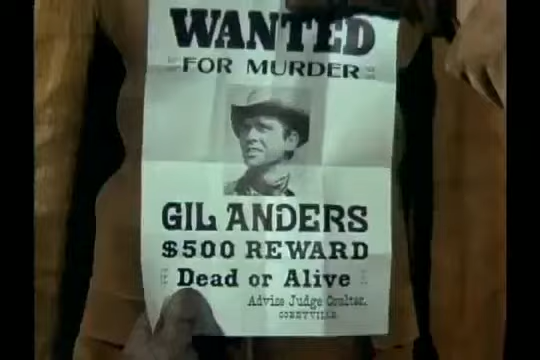 WANTED
FOR MURDER
GIL ANDERS
$500 REWARD
Dead or Alive
Advise Judge Coulter.